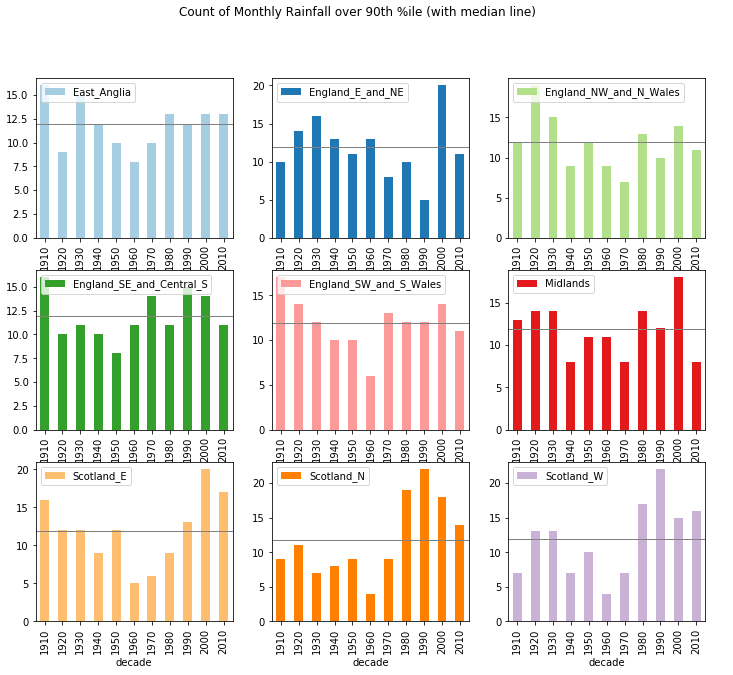 Count of Monthly Rainfall over 90th %ile (with median line)
East_Anglia
15.0
12.5
10.0
7.5
5.0
2.5
0.0
1910 1920 1930 1940 1950 1960 1970 1980 1990 2000 2010
England_E_and_NE
20
15
10
5
0
1910 1920 1930 1940 1950 1960 1970 1980 1990 2000 2010
England_NW_and_N_Wales
15
10
5
0
1910 1920 1930 1940 1950 1960 1970 1980 1990 2000 2010
England_SE_and_Central_S
15.0
12.5
10.0
7.5
5.0
2.5
0.0
1910 1920 1930 1940 1950 1960 1970 1980 1990 2000 2010
England_SW_and_S_Wales
15
10
5
0
1910 1920 1930 1940 1950 1960 1970 1980 1990 2000 2010
Midlands
15
10
5
0
1910 1920 1930 1940 1950 1960 1970 1980 1990 2000 2010
Scotland_E
20
15
10
5
0
1910 1920 1930 1940 1950 1960 1970 1980 1990 2000 2010
decade
Scotland_N
20
15
10
5
0
1910 1920 1930 1940 1950 1960 1970 1980 1990 2000 2010
decade
Scotland_W
20
15
10
5
0
1910 1920 1930 1940 1950 1960 1970 1980 1990 2000 2010
decade